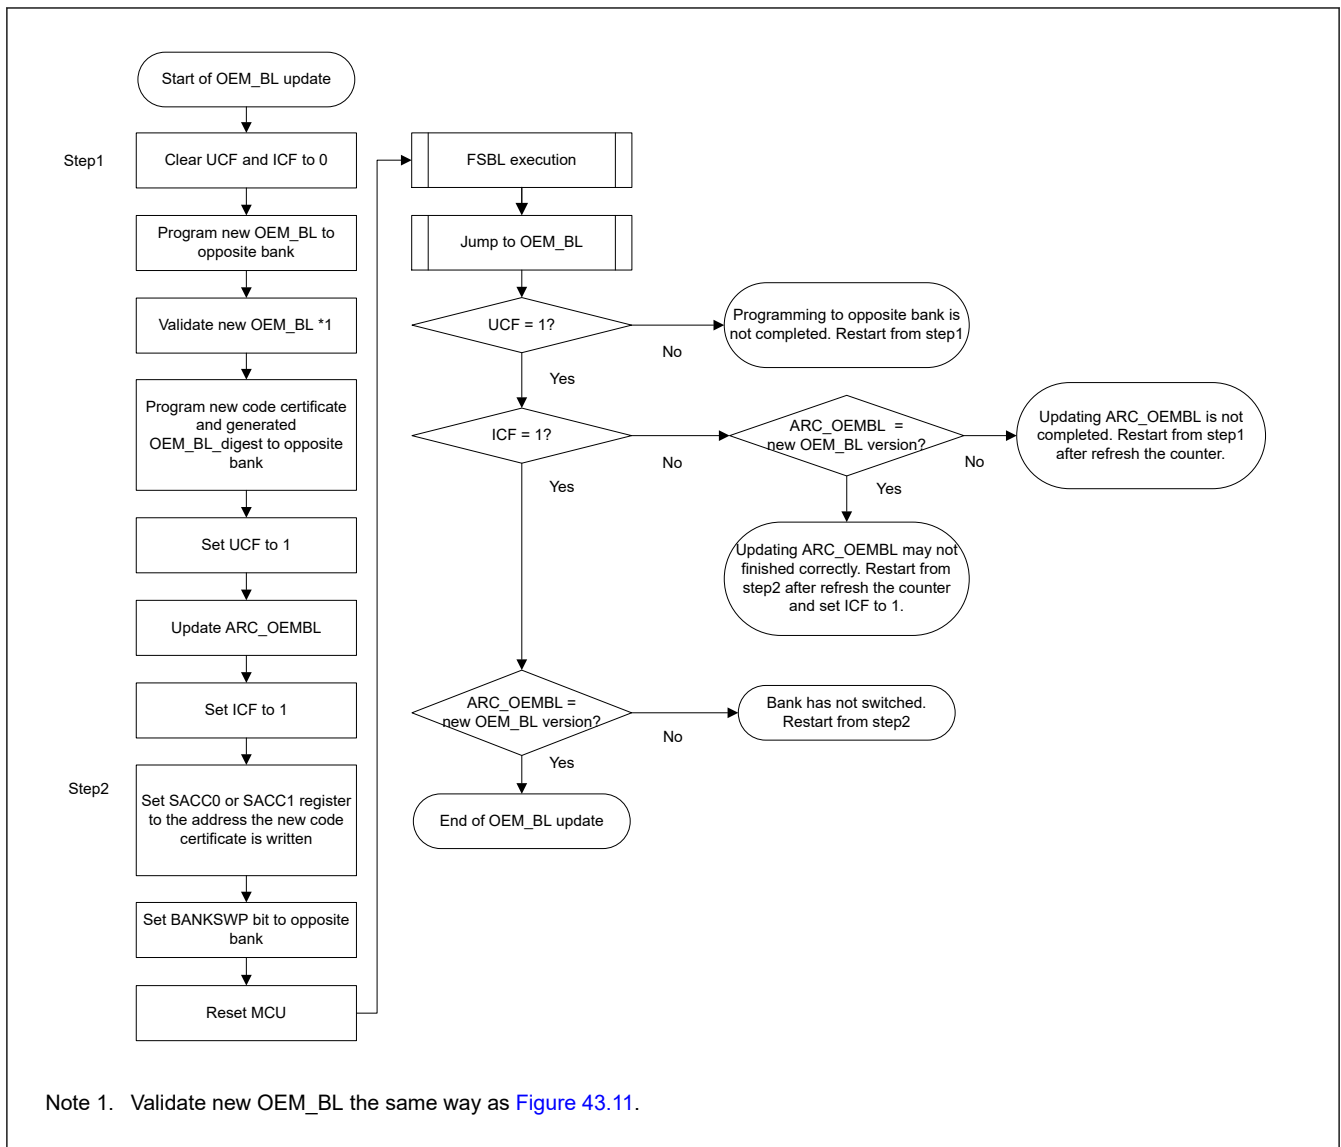 Start of OEM_BL update
Step1
Clear UCF and ICF to 0
Program new OEM_BL to
opposite bank
Validate new OEM_BL *1
Program new code certificate
and generated
OEM_BL_digest to opposite
bank
Set UCF to 1
Update ARC_OEMBL
Set ICF to 1
Step2
Set SACC0 or SACC1 register
to the address the new code
certificate is written
Set BANKSWP bit to opposite
bank
Reset MCU
FSBL execution
Jump to OEM_BL
UCF = 1?
No
Programming to opposite bank is
not completed. Restart from step1
Yes
ICF = 1?
No
ARC_OEMBL =
new OEM_BL version?
No
Updating ARC_OEMBL is not
completed. Restart from step1
after refresh the counter.
Yes
Updating ARC_OEMBL may not
finished correctly. Restart from
step2 after refresh the counter
and set ICF to 1.
Yes
ARC_OEMBL =
new OEM_BL version?
No
Bank has not switched.
Restart from step2
Yes
End of OEM_BL update
Note 1. Validate new OEM_BL the same way as Figure 43.11.